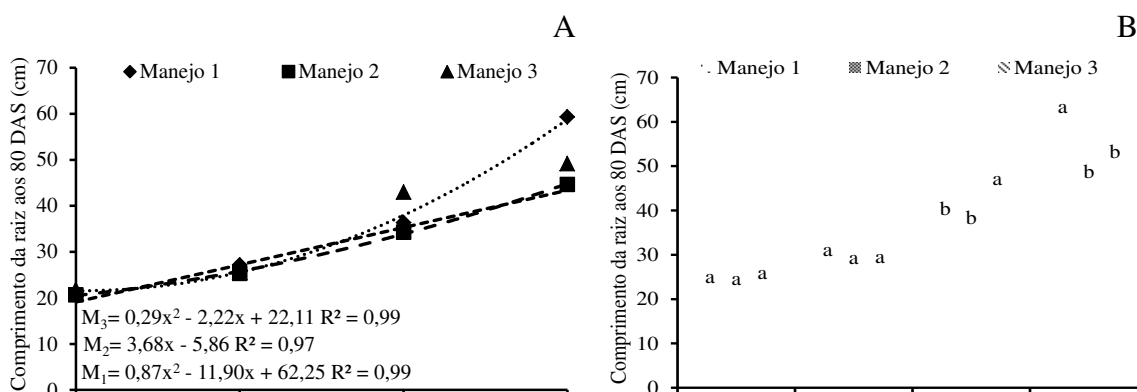 A
Comprimento da raiz aos 80 DAS (cm)
70
60
50
40
30
20
10
0
Manejo 1
Manejo 2
Manejo 3
M₃= 0,29x² - 2,22x + 22,11 R² = 0,99
M₂= 3,68x - 5,86 R² = 0,97
M₁= 0,87x² - 11,90x + 62,25 R² = 0,99
B
Comprimento da raiz aos 80 DAS (cm)
70
60
50
40
30
20
10
0
Manejo 1
Manejo 2
Manejo 3
a a a
a a a
b b a
a b b